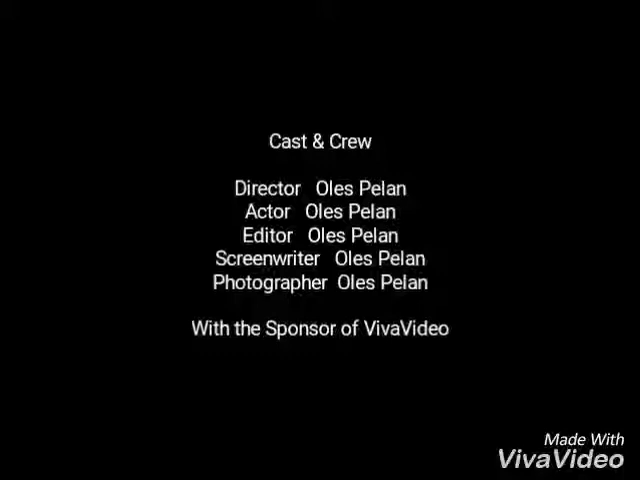 Cast & Crew
Director Oles Pelan
Actor Oles Pelan
Editor Oles Pelan
Screenwriter Oles Pelan
Photographer Oles Pelan
With the Sponsor of VivaVideo
Made With
VivaVideo